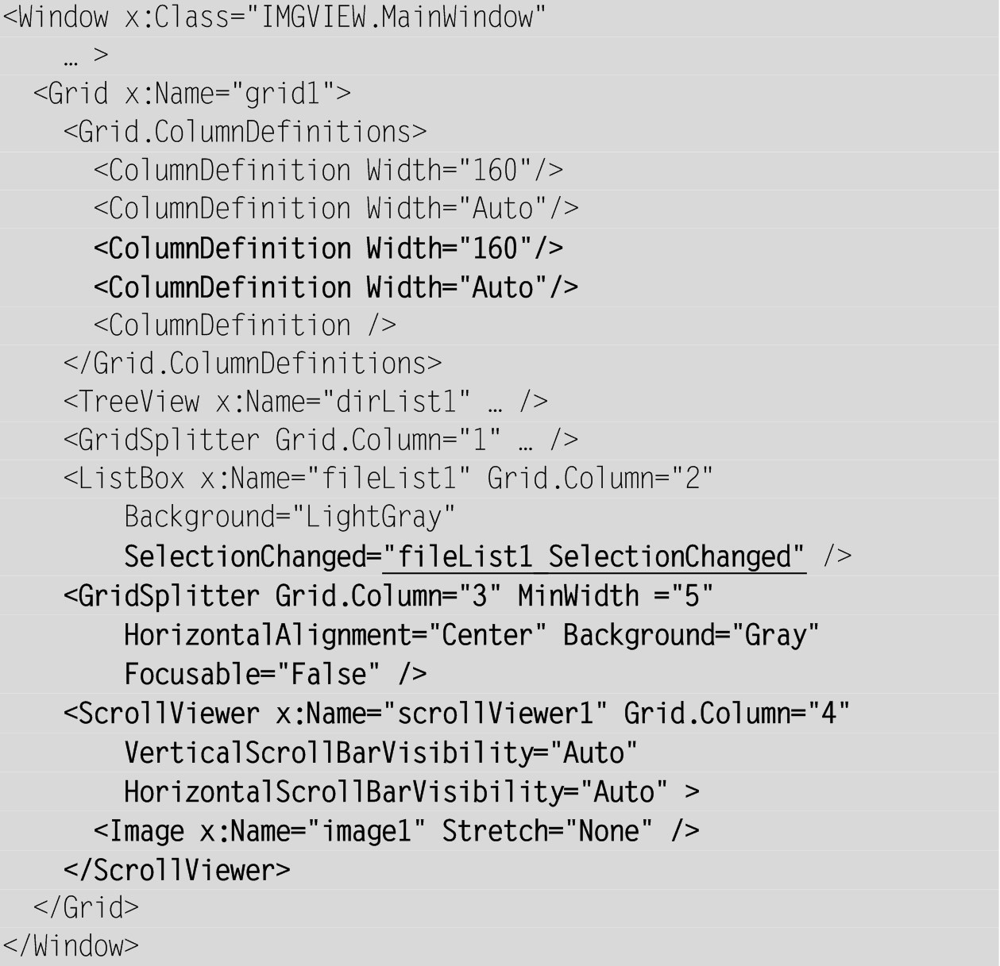 <Window x:Class="IMGVIEW.MainWindow"
    … >
  <Grid x:Name="grid1">
    <Grid.ColumnDefinitions>
      <ColumnDefinition Width="160"/>
      <ColumnDefinition Width="Auto"/>
      <ColumnDefinition Width="160"/>
      <ColumnDefinition Width="Auto"/>
      <ColumnDefinition />
    </Grid.ColumnDefinitions>
    <TreeView x:Name="dirList1" … />
    <GridSplitter Grid.Column="1" … />
    <ListBox x:Name="fileList1" Grid.Column="2"
        Background="LightGray"
        SelectionChanged="fileList1_SelectionChanged" />
    <GridSplitter Grid.Column="3" MinWidth ="5"
        HorizontalAlignment="Center" Background="Gray"
        Focusable="False" />
    <ScrollViewer x:Name="scrollViewer1" Grid.Column="4"
        VerticalScrollBarVisibility="Auto"
        HorizontalScrollBarVisibility="Auto" >
      <Image x:Name="image1" Stretch="None" />
    </ScrollViewer>
  </Grid>
</Window>